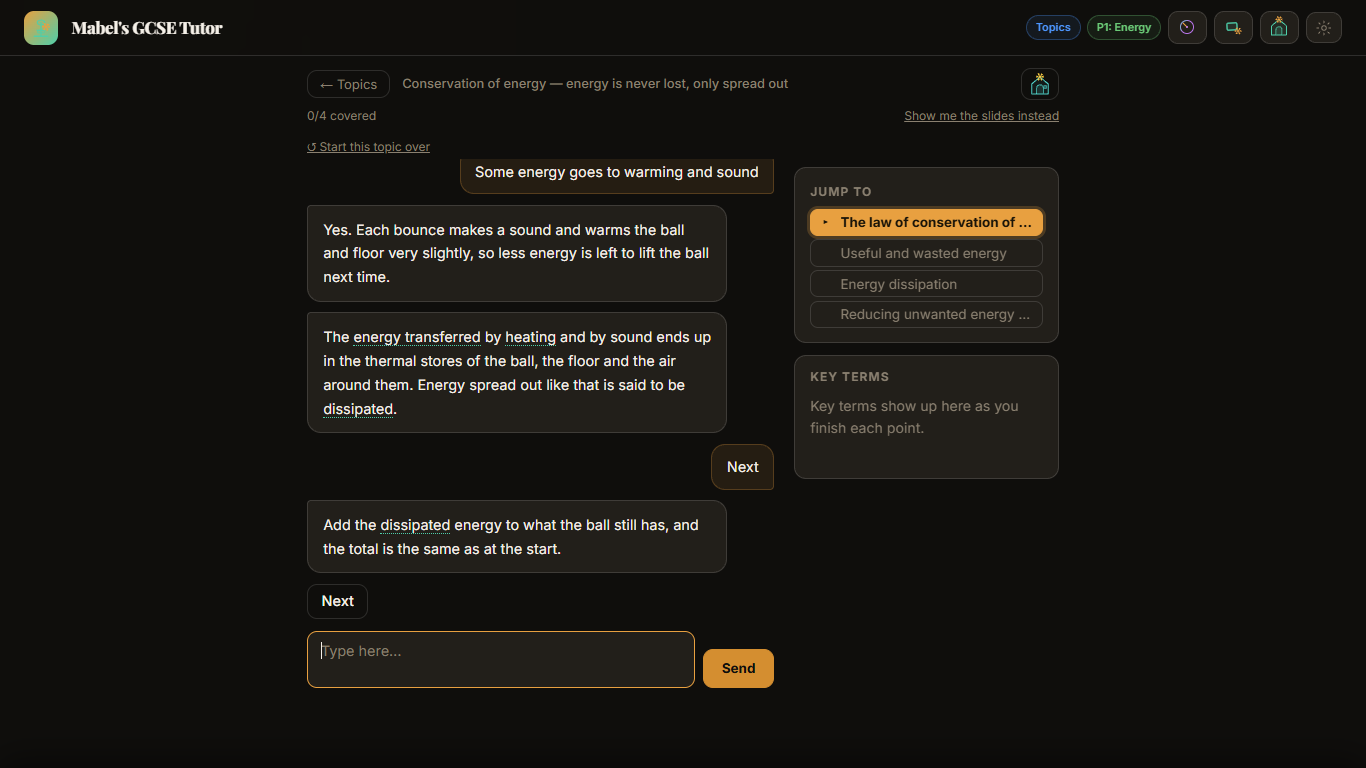 Mabel's GCSE Tutor
Topics
P1: Energy
← Topics
Conservation of energy — energy is never lost, only spread out
0/4 covered
Show me the slides instead
↺ Start this topic over
Some energy goes to warming and sound
Yes. Each bounce makes a sound and warms the ball
and floor very slightly, so less energy is left to lift the ball
next time.
The energy transferred by heating and by sound ends up
in the thermal stores of the ball, the floor and the air
around them. Energy spread out like that is said to be
dissipated.
Next
Add the dissipated energy to what the ball still has, and
the total is the same as at the start.
Next
Type here...
Send
JUMP TO
▸ The law of conservation of ...
Useful and wasted energy
Energy dissipation
Reducing unwanted energy ...
KEY TERMS
Key terms show up here as you
finish each point.